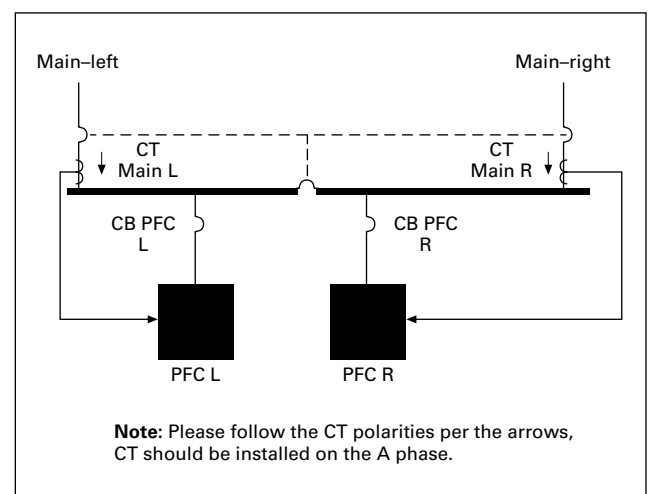 Main–left
Main–right
CT
Main L
CT
Main R
CB PFC
L
CB PFC
R
PFC L
PFC R
Note: Please follow the CT polarities per the arrows,
CT should be installed on the A phase.